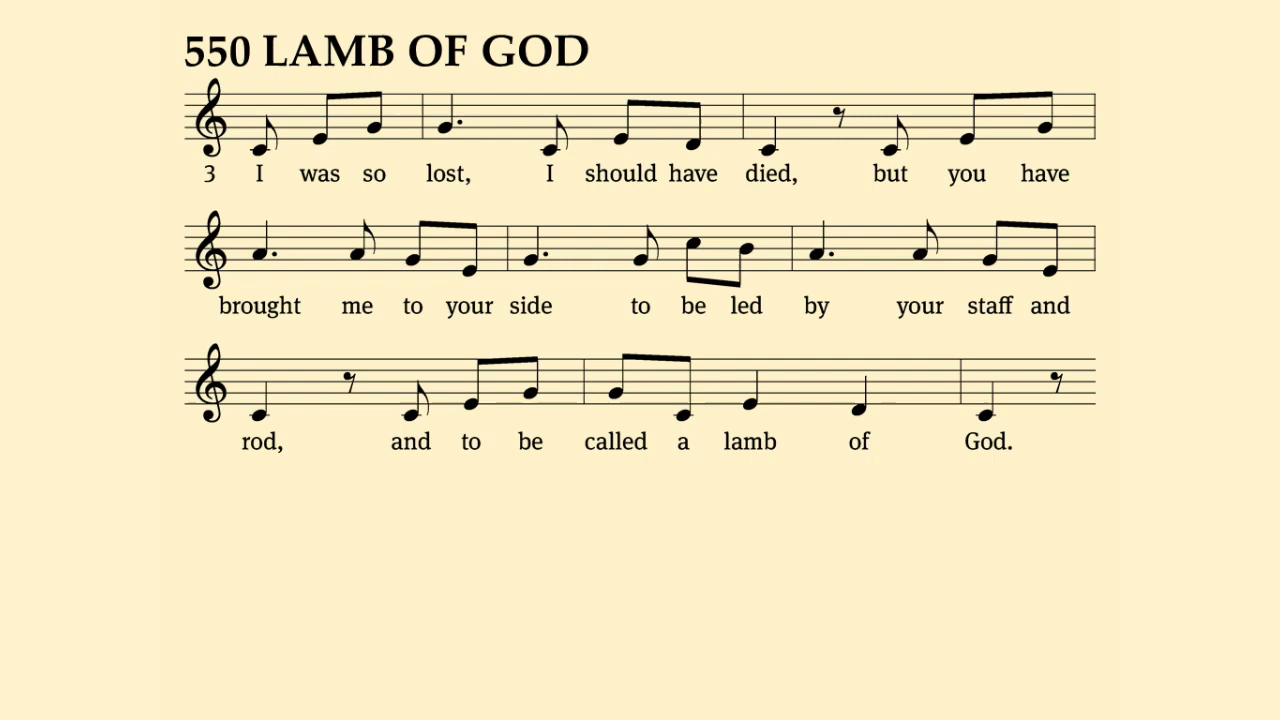 550 LAMB OF GOD
3 I was so lost, I should have died, but you have
brought me to your side to be led by your staff and
rod, and to be called a lamb of God.